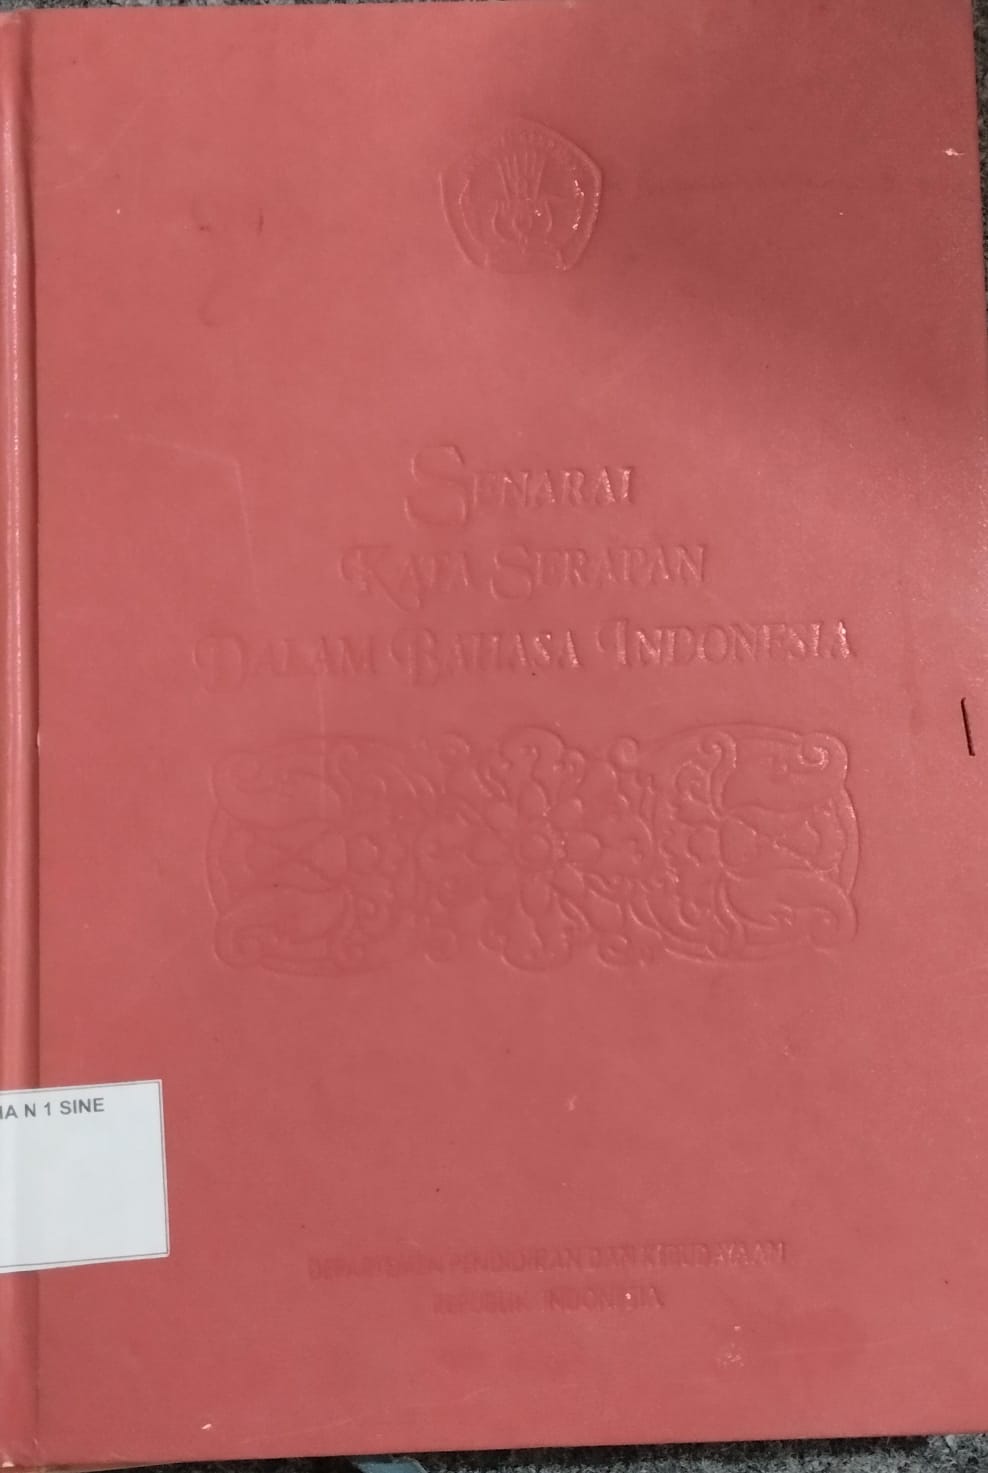 SENARAI
KATA SERAPAN
DALAM BAHASA INDONESIA
IA N 1 SINE
DEPARTEMEN PENDIDIKAN DAN KEBUDAYAAN
REPUBLIK INDONESIA